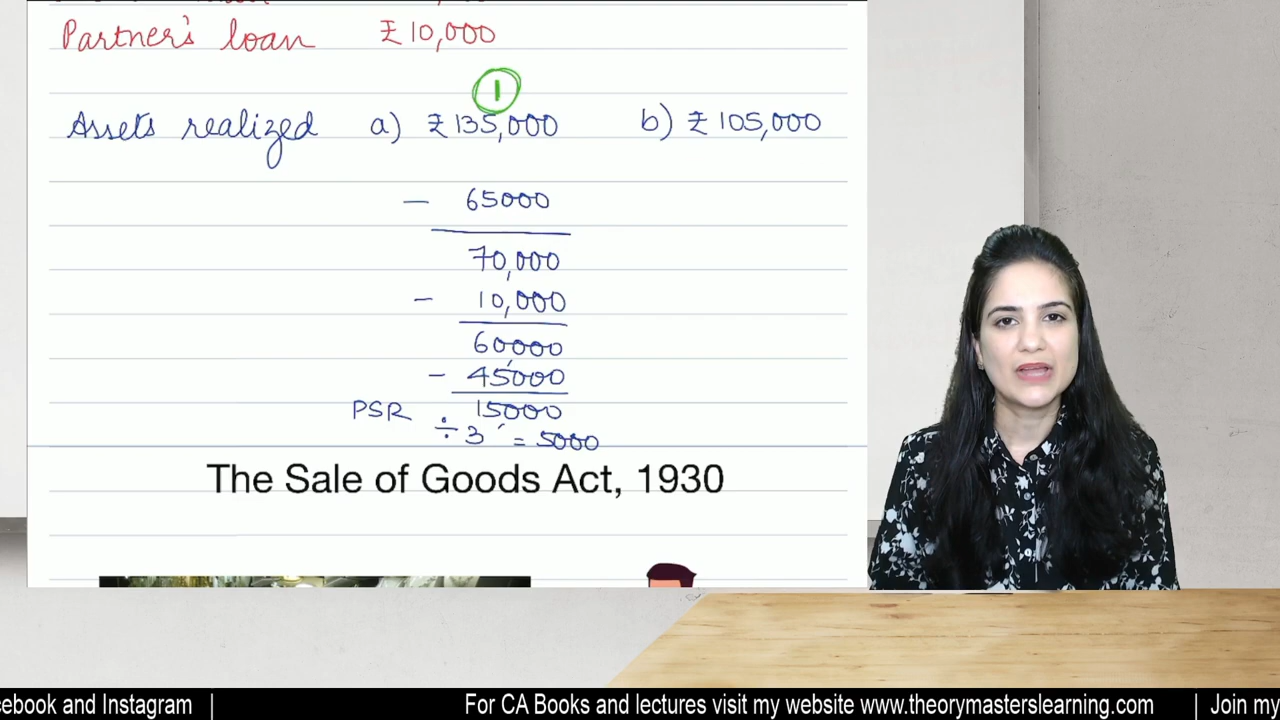 Partner's loan ₹10,000
1
Assets realized a) ₹135,000 b) ₹105,000
— 65000
70,000
— 10,000
60000
— 45000
PSR 15000
÷3 = 5000
The Sale of Goods Act, 1930
cebook and Instagram | For CA Books and lectures visit my website www.theorymasterslearning.com | Join my